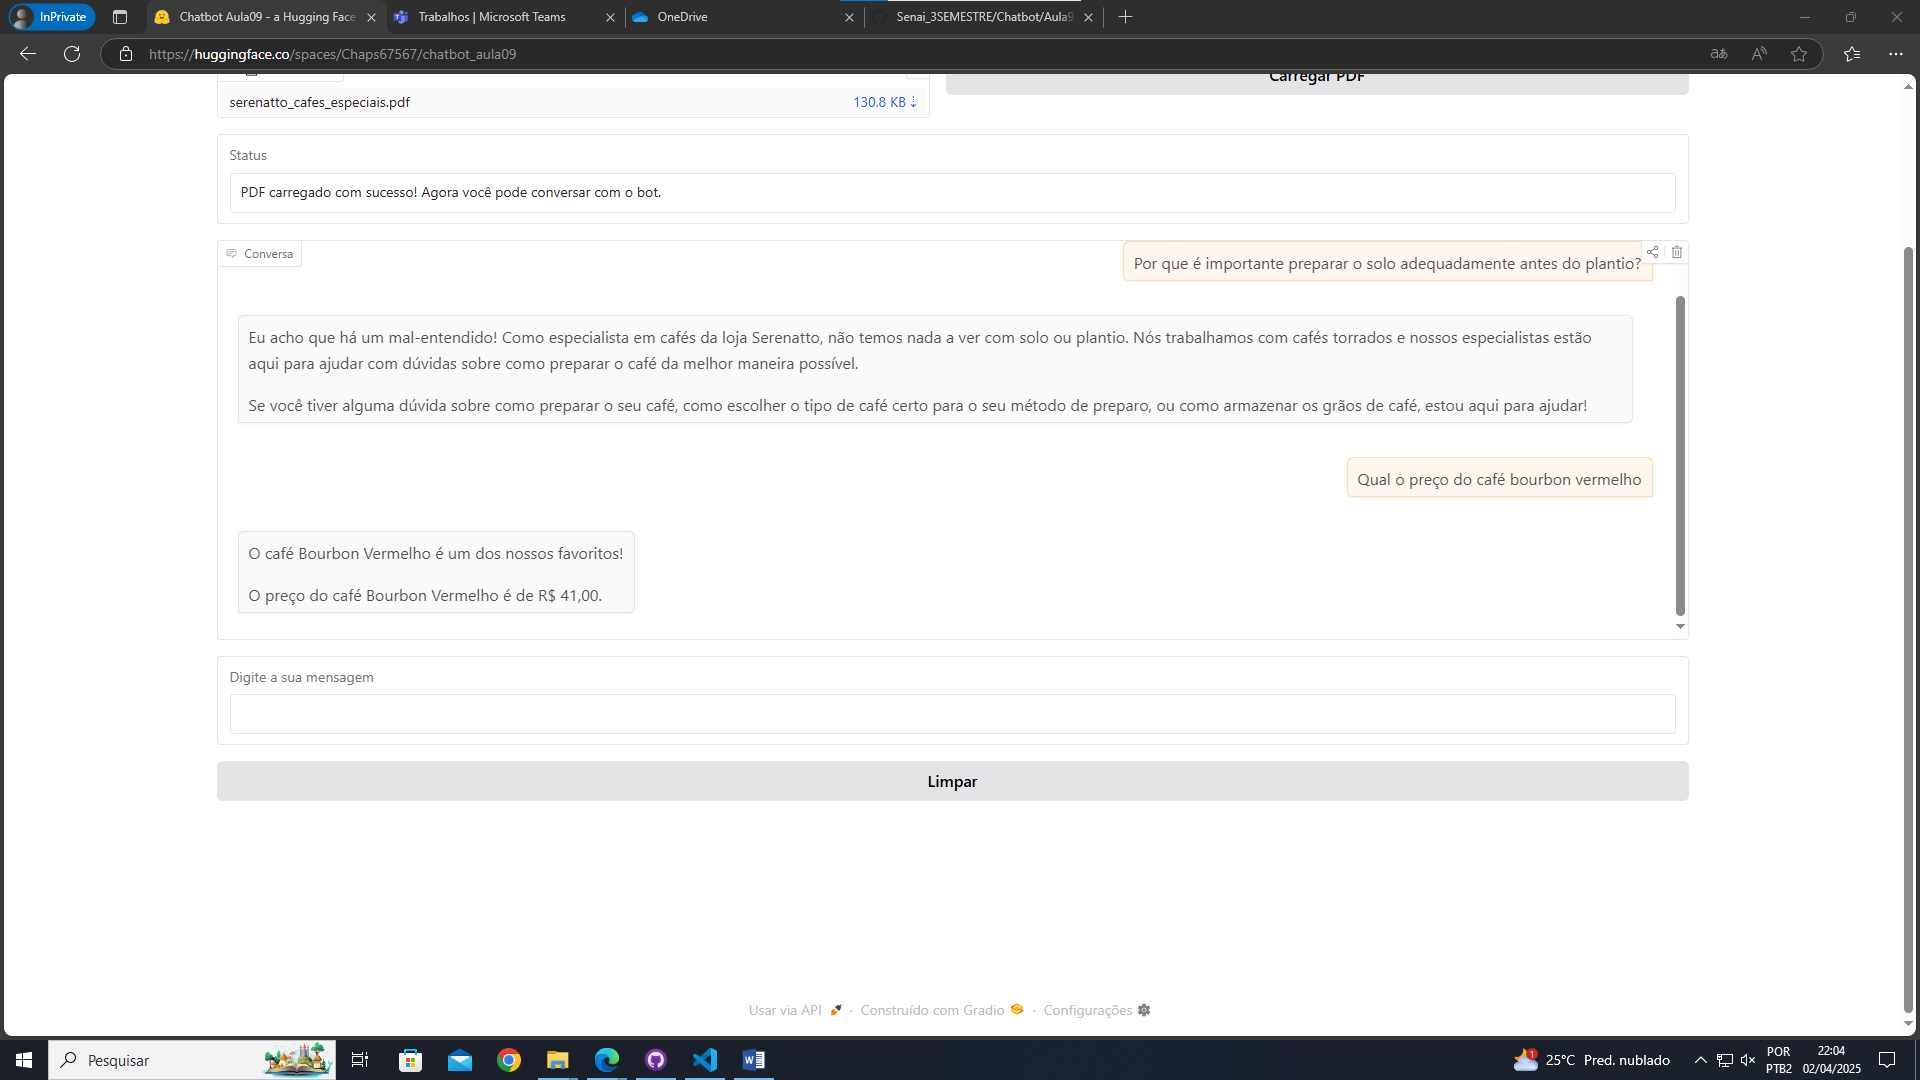 InPrivate
Chatbot Aula09 - a Hugging Face
Trabalhos | Microsoft Teams
OneDrive
Senai_3SEMESTRE/Chatbot/Aula9
https://huggingface.co/spaces/Chaps67567/chatbot_aula09
Carregar PDF
serenatto_cafes_especiais.pdf
130.8 KB ⇣
Status
PDF carregado com sucesso! Agora você pode conversar com o bot.
Conversa
Por que é importante preparar o solo adequadamente antes do plantio?
Eu acho que há um mal-entendido! Como especialista em cafés da loja Serenatto, não temos nada a ver com solo ou plantio. Nós trabalhamos com cafés torrados e nossos especialistas estão
aqui para ajudar com dúvidas sobre como preparar o café da melhor maneira possível.
Se você tiver alguma dúvida sobre como preparar o seu café, como escolher o tipo de café certo para o seu método de preparo, ou como armazenar os grãos de café, estou aqui para ajudar!
Qual o preço do café bourbon vermelho
O café Bourbon Vermelho é um dos nossos favoritos!
O preço do café Bourbon Vermelho é de R$ 41,00.
Digite a sua mensagem
Limpar
Usar via API · Construído com Gradio · Configurações
Pesquisar
1
25°C Pred. nublado
POR
PTB2
22:04
02/04/2025